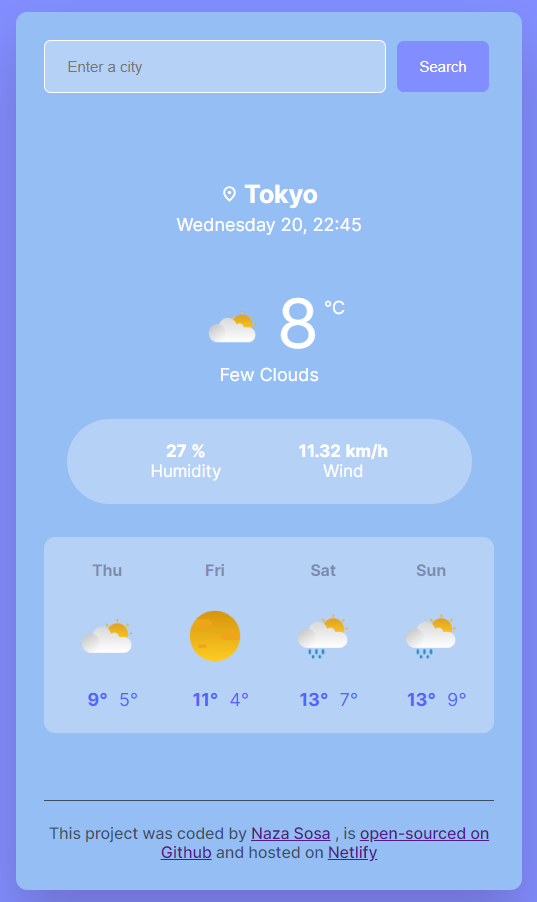 Enter a city Search
Tokyo
Wednesday 20, 22:45
8 °C
Few Clouds
27 % 11.32 km/h
Humidity Wind
Thu Fri Sat Sun
9° 5° 11° 4° 13° 7° 13° 9°
This project was coded by Naza Sosa , is open-sourced on
Github and hosted on Netlify